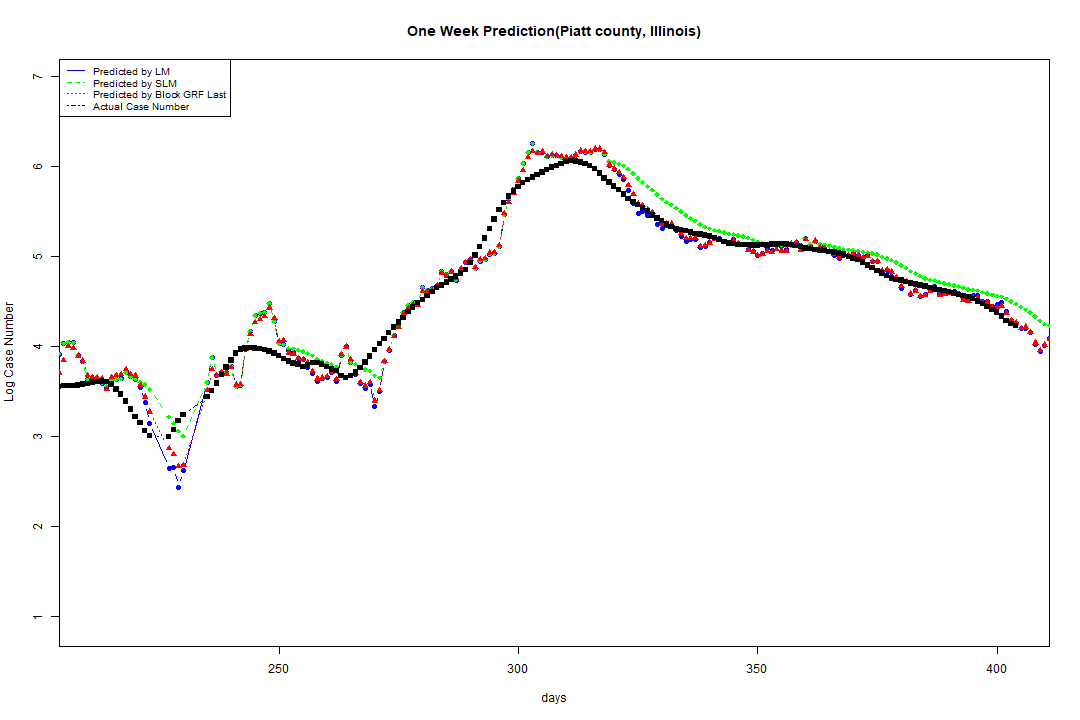 One Week Prediction(Piatt county, Illinois)
Predicted by LM
Predicted by SLM
Predicted by Block GRF Last
Actual Case Number
7
6
5
4
3
2
1
Log Case Number
250
300
350
400
days